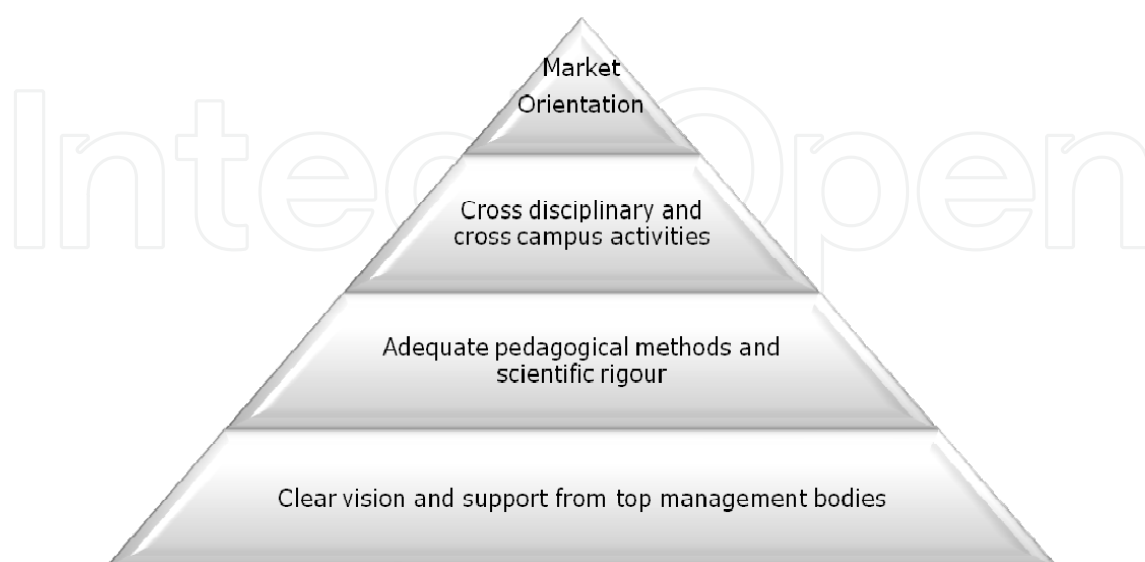 Market
Orientation
IntechOpen
Cross disciplinary and
cross campus activities
Adequate pedagogical methods and
scientific rigour
Clear vision and support from top management bodies